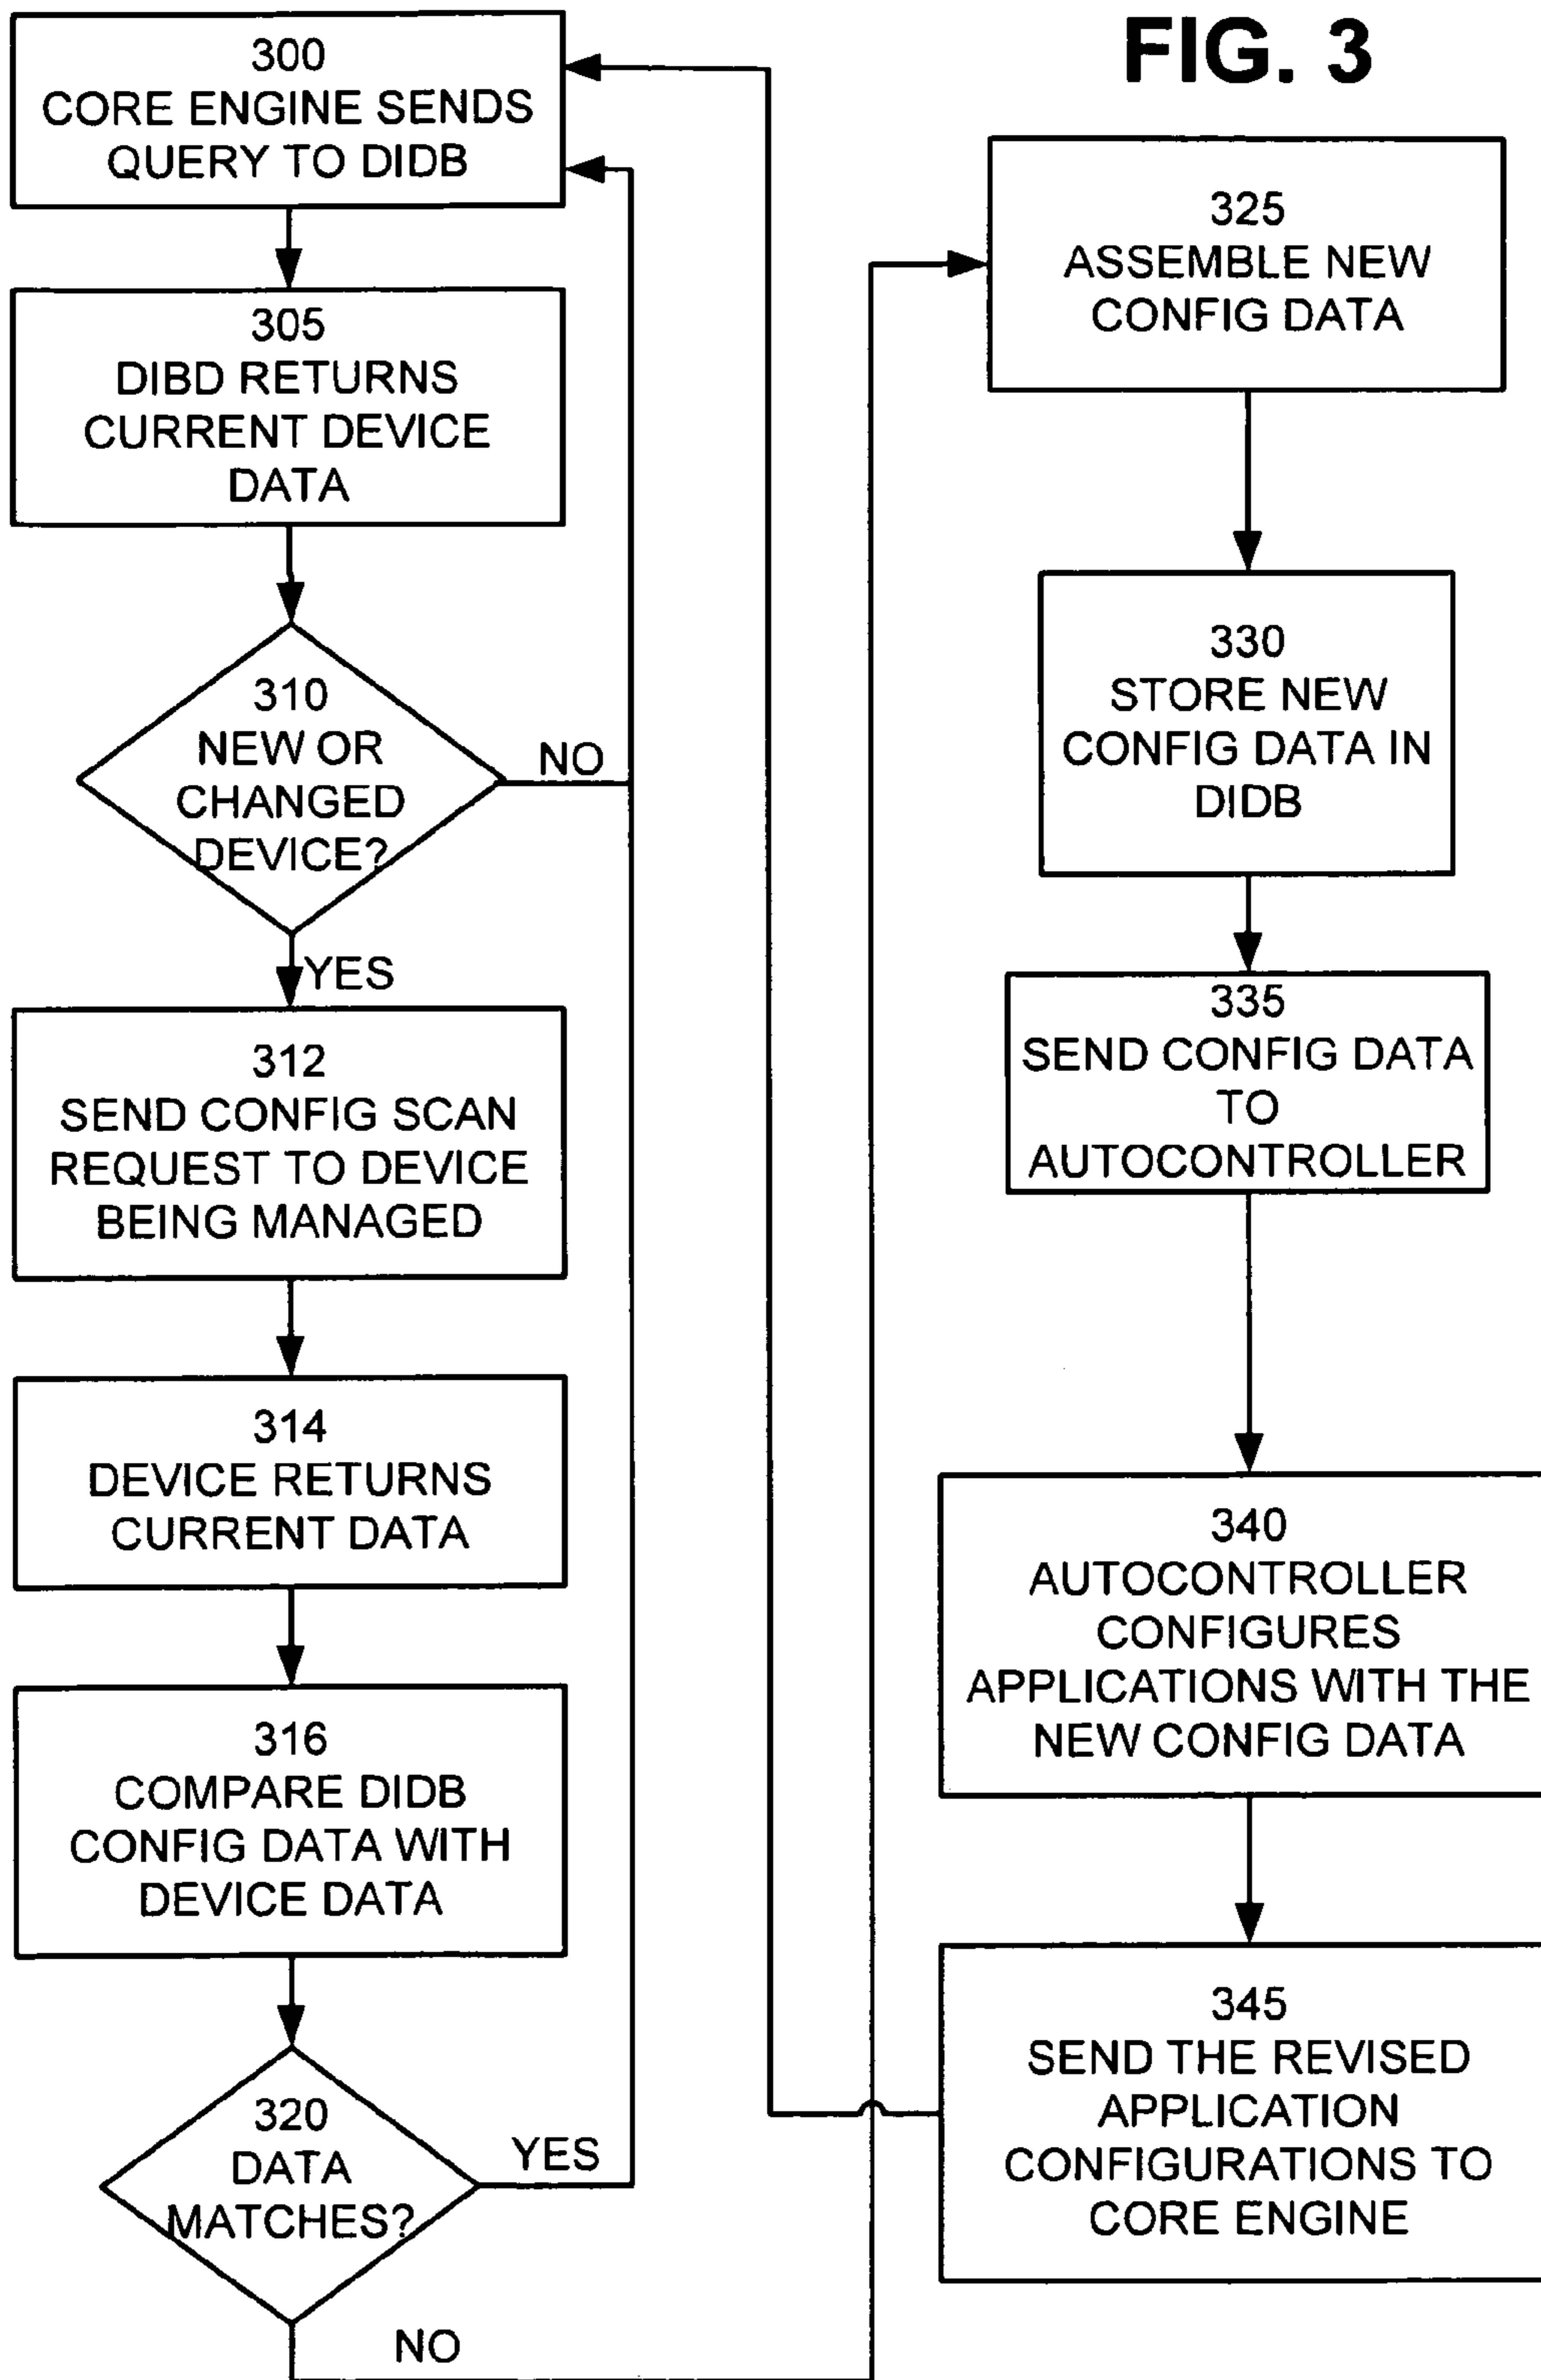 FIG. 3
300
CORE ENGINE SENDS
QUERY TO DIDB
305
DIBD RETURNS
CURRENT DEVICE
DATA
310
NEW OR
CHANGED
DEVICE?
NO
YES
312
SEND CONFIG SCAN
REQUEST TO DEVICE
BEING MANAGED
314
DEVICE RETURNS
CURRENT DATA
316
COMPARE DIDB
CONFIG DATA WITH
DEVICE DATA
320
DATA
MATCHES?
YES
NO
325
ASSEMBLE NEW
CONFIG DATA
330
STORE NEW
CONFIG DATA IN
DIDB
335
SEND CONFIG DATA
TO
AUTOCONTROLLER
340
AUTOCONTROLLER
CONFIGURES
APPLICATIONS WITH THE
NEW CONFIG DATA
345
SEND THE REVISED
APPLICATION
CONFIGURATIONS TO
CORE ENGINE